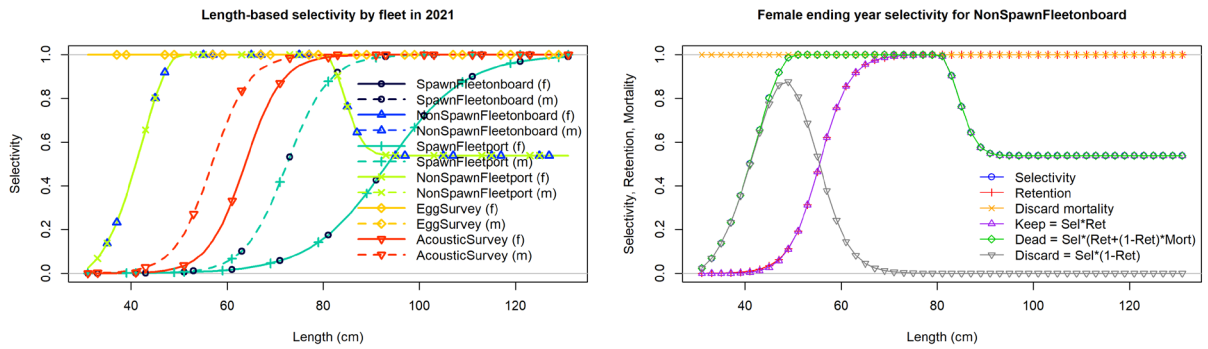 Length-based selectivity by fleet in 2021
Selectivity
1.0
0.8
0.6
0.4
0.2
0.0
SpawnFleetonboard (f)
SpawnFleetonboard (m)
NonSpawnFleetonboard (f)
NonSpawnFleetonboard (m)
SpawnFleetport (f)
SpawnFleetport (m)
NonSpawnFleetport (f)
NonSpawnFleetport (m)
EggSurvey (f)
EggSurvey (m)
AcousticSurvey (f)
AcousticSurvey (m)
40 60 80 100 120
Length (cm)
Female ending year selectivity for NonSpawnFleetonboard
Selectivity, Retention, Mortality
1.0
0.8
0.6
0.4
0.2
0.0
Selectivity
Retention
Discard mortality
Keep = Sel*Ret
Dead = Sel*(Ret+(1-Ret)*Mort)
Discard = Sel*(1-Ret)
40 60 80 100 120
Length (cm)